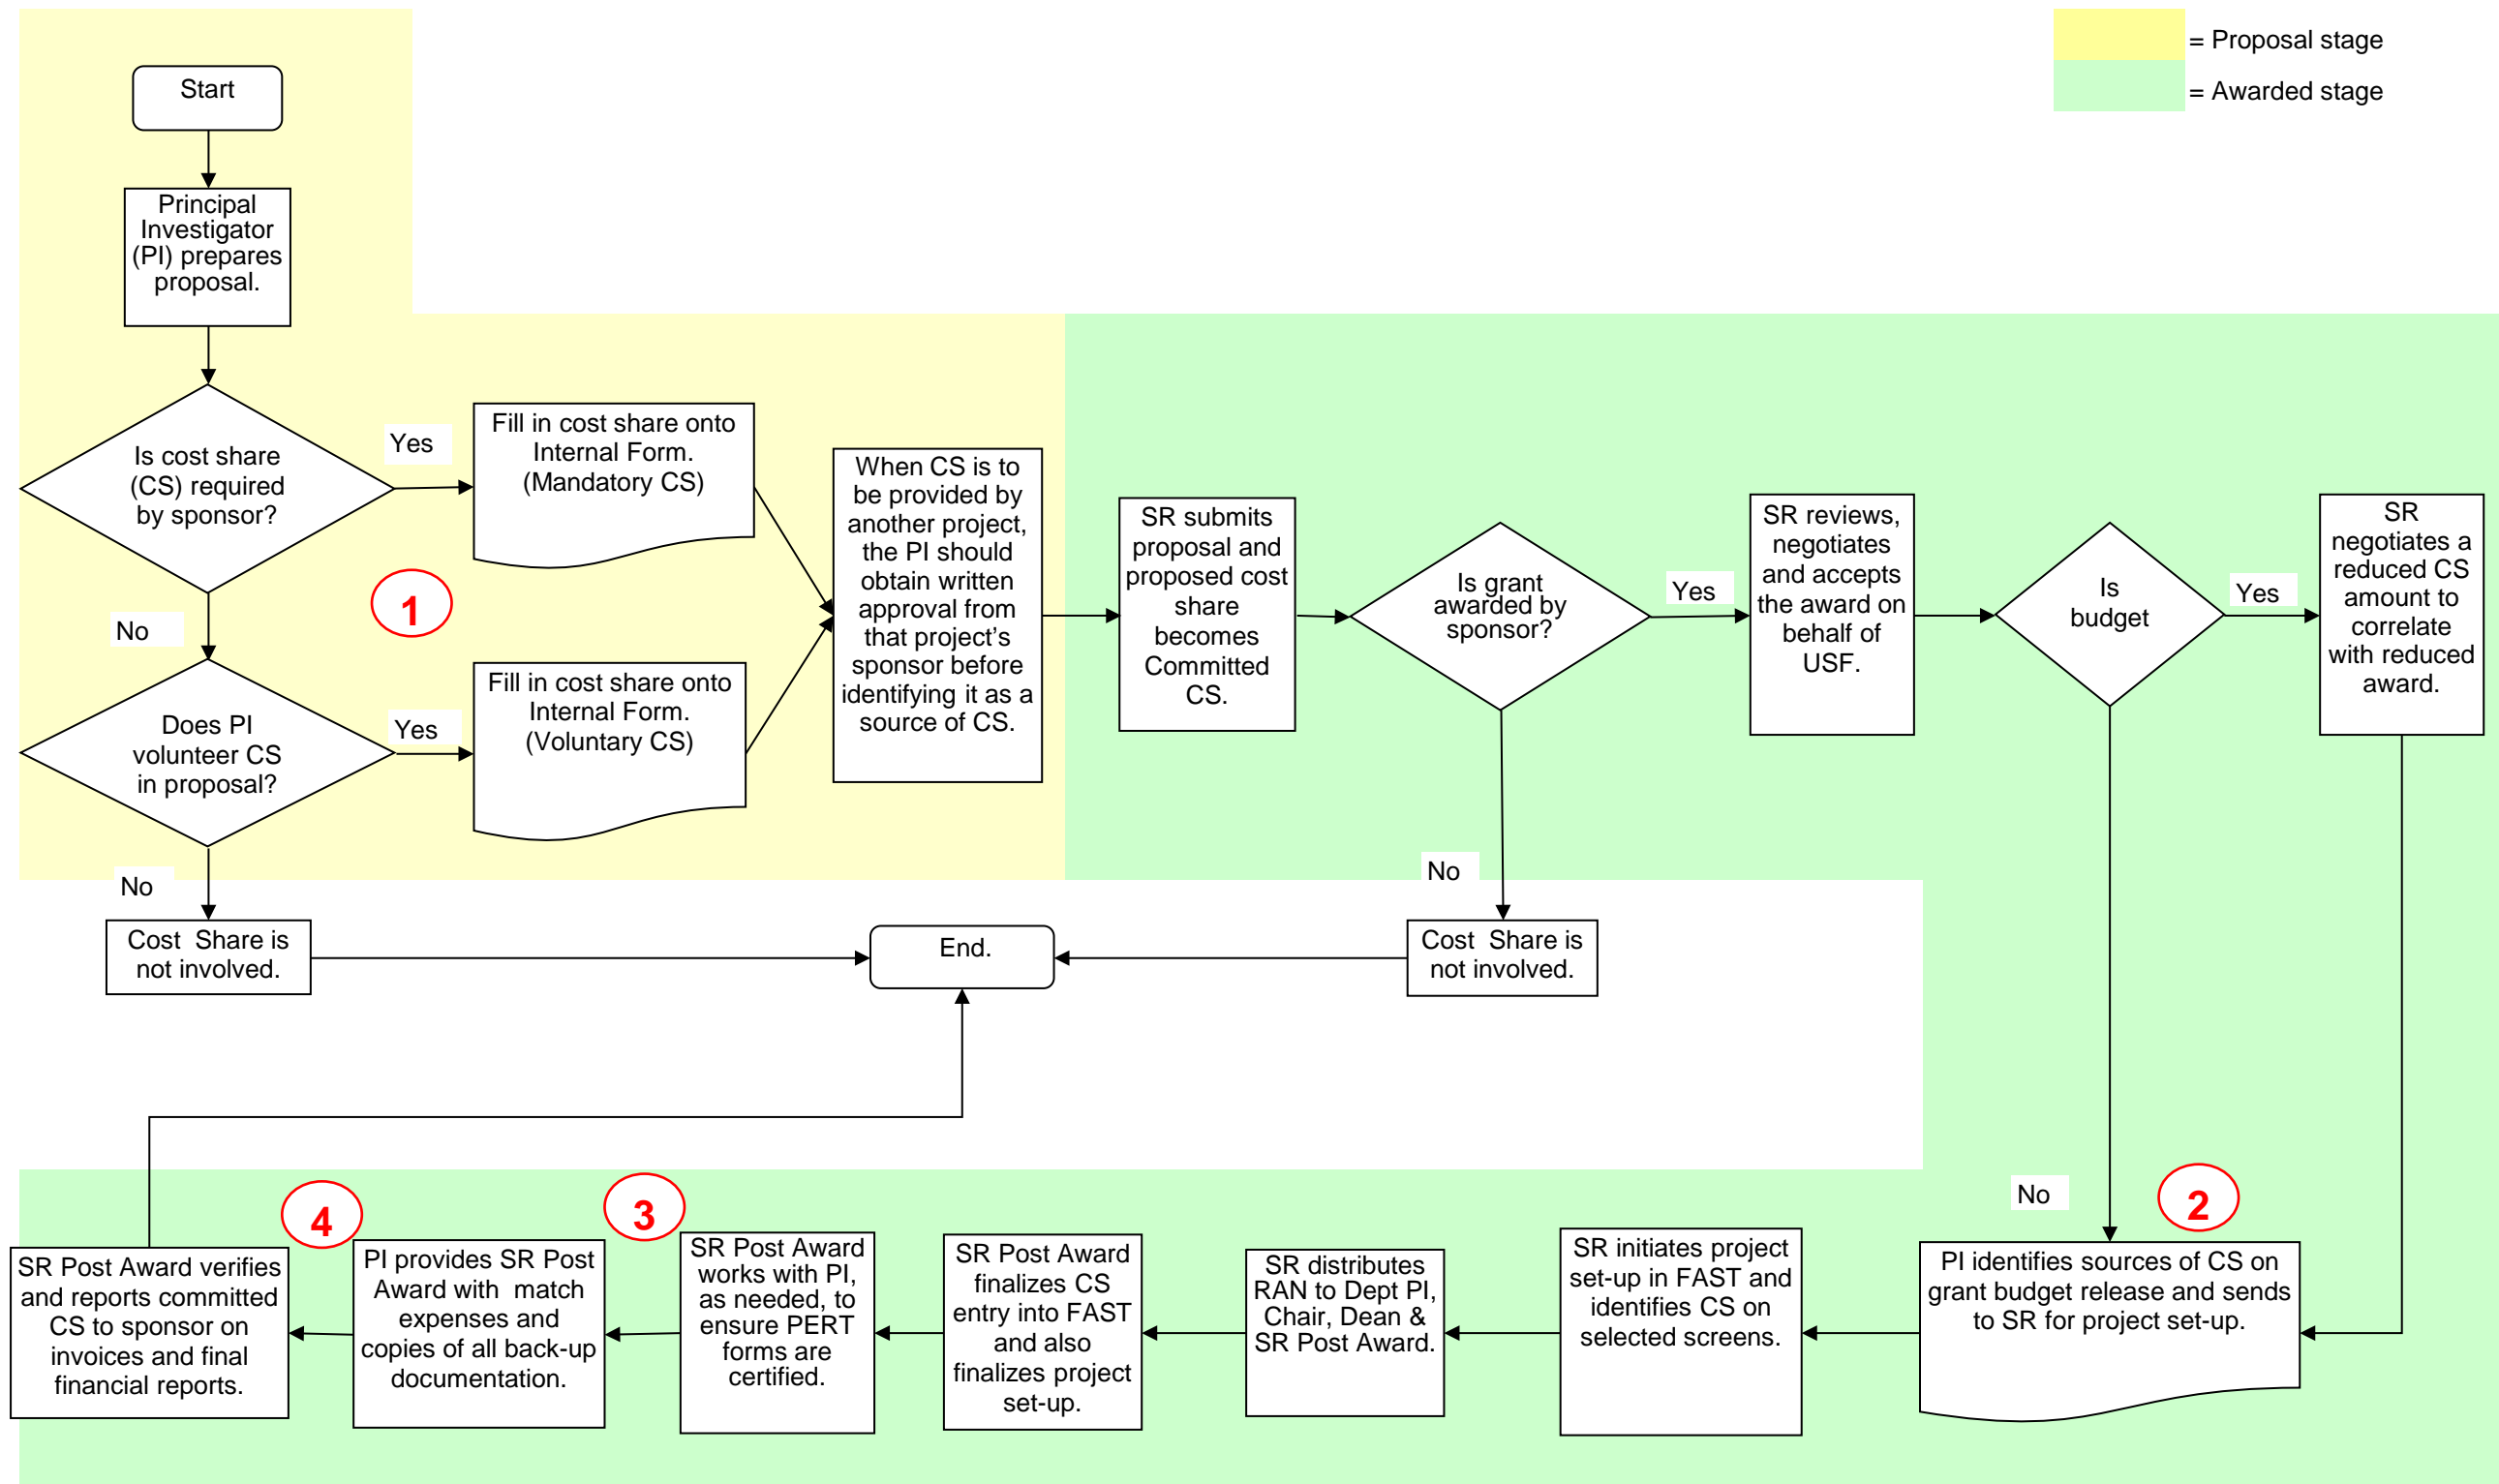 = Proposal stage
= Awarded stage
Start
Principal
Investigator
(PI) prepares
proposal.
Is cost share
(CS) required
by sponsor?
Yes
Fill in cost share onto
Internal Form.
(Mandatory CS)
1
No
Does PI
volunteer CS
in proposal?
Yes
Fill in cost share onto
Internal Form.
(Voluntary CS)
When CS is to
be provided by
another project,
the PI should
obtain written
approval from
that project’s
sponsor before
identifying it as a
source of CS.
SR submits
proposal and
proposed cost
share
becomes
Committed
CS.
Is grant
awarded by
sponsor?
Yes
SR reviews,
negotiates
and accepts
the award on
behalf of
USF.
Is
budget
Yes
SR
negotiates a
reduced CS
amount to
correlate
with reduced
award.
No
Cost  Share is
not involved.
End.
No
Cost  Share is
not involved.
No
2
PI identifies sources of CS on
grant budget release and sends
to SR for project set-up.
SR initiates project
set-up in FAST and
identifies CS on
selected screens.
SR distributes
RAN to Dept PI,
Chair, Dean &
SR Post Award.
SR Post Award
finalizes CS
entry into FAST
and also
finalizes project
set-up.
3
SR Post Award
works with PI,
as needed, to
ensure PERT
forms are
certified.
4
PI provides SR Post
Award with  match
expenses and
copies of all back-up
documentation.
SR Post Award verifies
and reports committed
CS to sponsor on
invoices and final
financial reports.